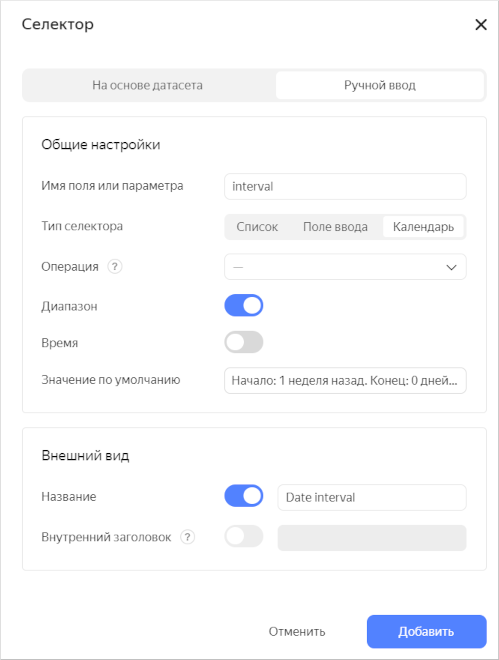 Селектор
На основе датасета Ручной ввод
Общие настройки
Имя поля или параметра interval
Тип селектора Список Поле ввода Календарь
Операция ? —
Диапазон
Время
Значение по умолчанию Начало: 1 неделя назад. Конец: 0 дней...
Внешний вид
Название Date interval
Внутренний заголовок ?
Отменить Добавить